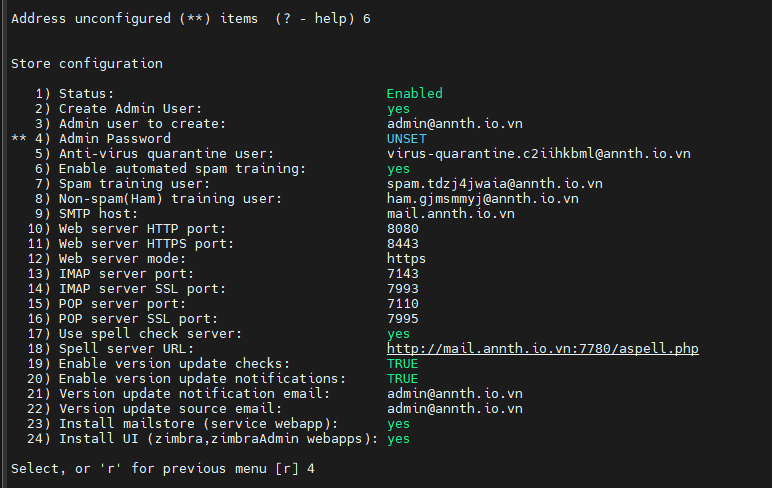 Address unconfigured (**) items  (? - help) 6
Store configuration
   1) Status:                                  Enabled
   2) Create Admin User:                       yes
   3) Admin user to create:                    admin@annth.io.vn
** 4) Admin Password                           UNSET
   5) Anti-virus quarantine user:              virus-quarantine.c2iihkbml@annth.io.vn
   6) Enable automated spam training:          yes
   7) Spam training user:                      spam.tdzj4jwaia@annth.io.vn
   8) Non-spam(Ham) training user:             ham.gjmsmmyj@annth.io.vn
   9) SMTP host:                               mail.annth.io.vn
  10) Web server HTTP port:                    8080
  11) Web server HTTPS port:                   8443
  12) Web server mode:                         https
  13) IMAP server port:                        7143
  14) IMAP server SSL port:                    7993
  15) POP server port:                         7110
  16) POP server SSL port:                     7995
  17) Use spell check server:                  yes
  18) Spell server URL:                        http://mail.annth.io.vn:7780/aspell.php
  19) Enable version update checks:            TRUE
  20) Enable version update notifications:     TRUE
  21) Version update notification email:       admin@annth.io.vn
  22) Version update source email:             admin@annth.io.vn
  23) Install mailstore (service webapp):      yes
  24) Install UI (zimbra,zimbraAdmin webapps): yes
Select, or 'r' for previous menu [r] 4